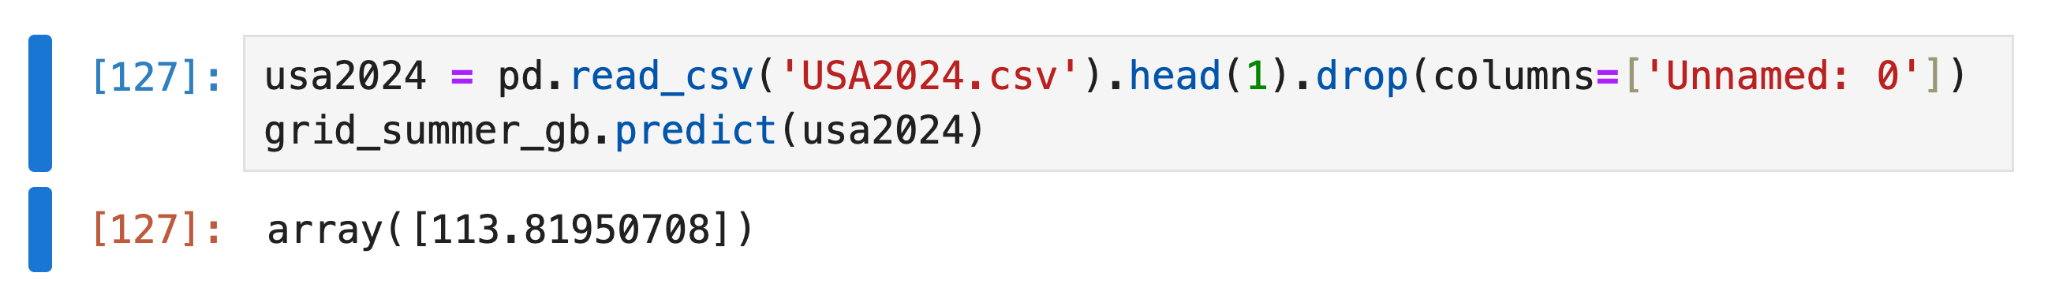 [127]: usa2024 = pd.read_csv('USA2024.csv').head(1).drop(columns=['Unnamed: 0'])
grid_summer_gb.predict(usa2024)
[127]: array([113.81950708])